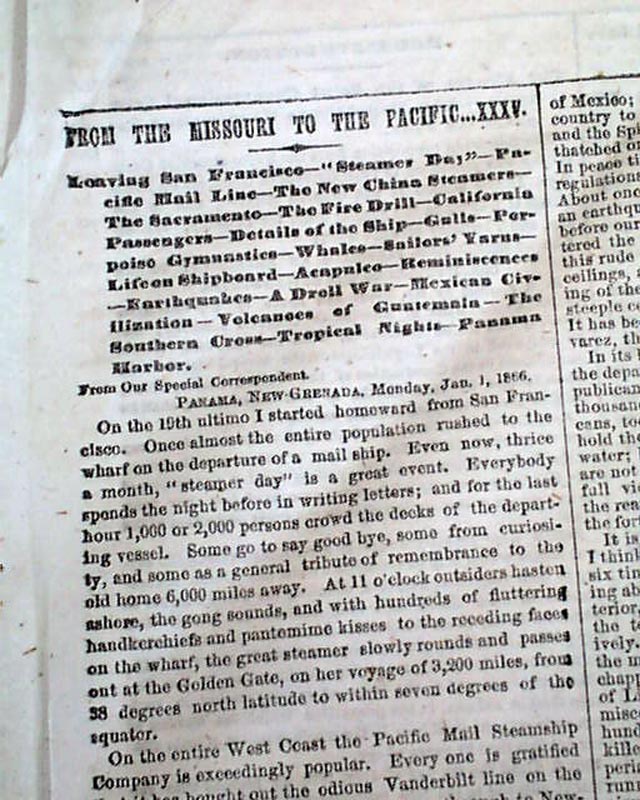 FROM THE MISSOURI TO THE PACIFIC...XXXV.
Leaving San Francisco—"Steamer Day,"—Pa-
cific Mail Line—The New China Steamers—
The Sacramento—The Fire Drill—California
Passengers—Details of the Ship—Gulls—Por-
poise Gymnastics—Whales—Sailors' Yarns—
Life on Shipboard—Acapulco—Reminiscences
—Earthquakes—A Droll War—Mexican Civ-
ilization—Volcanoes of Guatemala—The
Southern Cross—Tropical Nights—Panama
Harbor.
From Our Special Correspondent.
PANAMA, NEW-GRENADA, Monday, Jan. 1, 1866.
On the 19th ultimo I started homeward from San Fran-
cisco. Once almost the entire population rushed to the
wharf on the departure of a mail ship. Even now, thrice
a month, "steamer day" is a great event. Everybody
spends the night before in writing letters; and for the last
hour 1,000 or 2,000 persons crowd the decks of the depart-
ing vessel. Some go to say good bye, some from curiosi-
ty, and some as a general tribute of remembrance to the
old home 6,000 miles away. At 11 o'clock outsiders hasten
ashore, the gong sounds, and with hundreds of fluttering
handkerchiefs and pantomime kisses to the receding faces
on the wharf, the great steamer slowly rounds and passes
out at the Golden Gate, on her voyage of 3,200 miles, from
38 degrees north latitude to within seven degrees of the
equator.
On the entire West Coast the Pacific Mail Steamship
Company is exceedingly popular. Every one is gratified
it has bought out the odious Vanderbilt line on the
of Mexico;
country to
and the Sp
thatched or
In peace ti
regulations
About one
an earthqu
before our
tered the
this rude
ceilings,
ing of the
steeple co
It has be
varez, th
In its
the depa
publican
thousan
cans, to
hold th
water;
are not
full vi
the rea
the for
It is
I think
six tim
ing ab
terior
the te
ively.
the m
chapp
of L
misce
hund
kille
peri
run